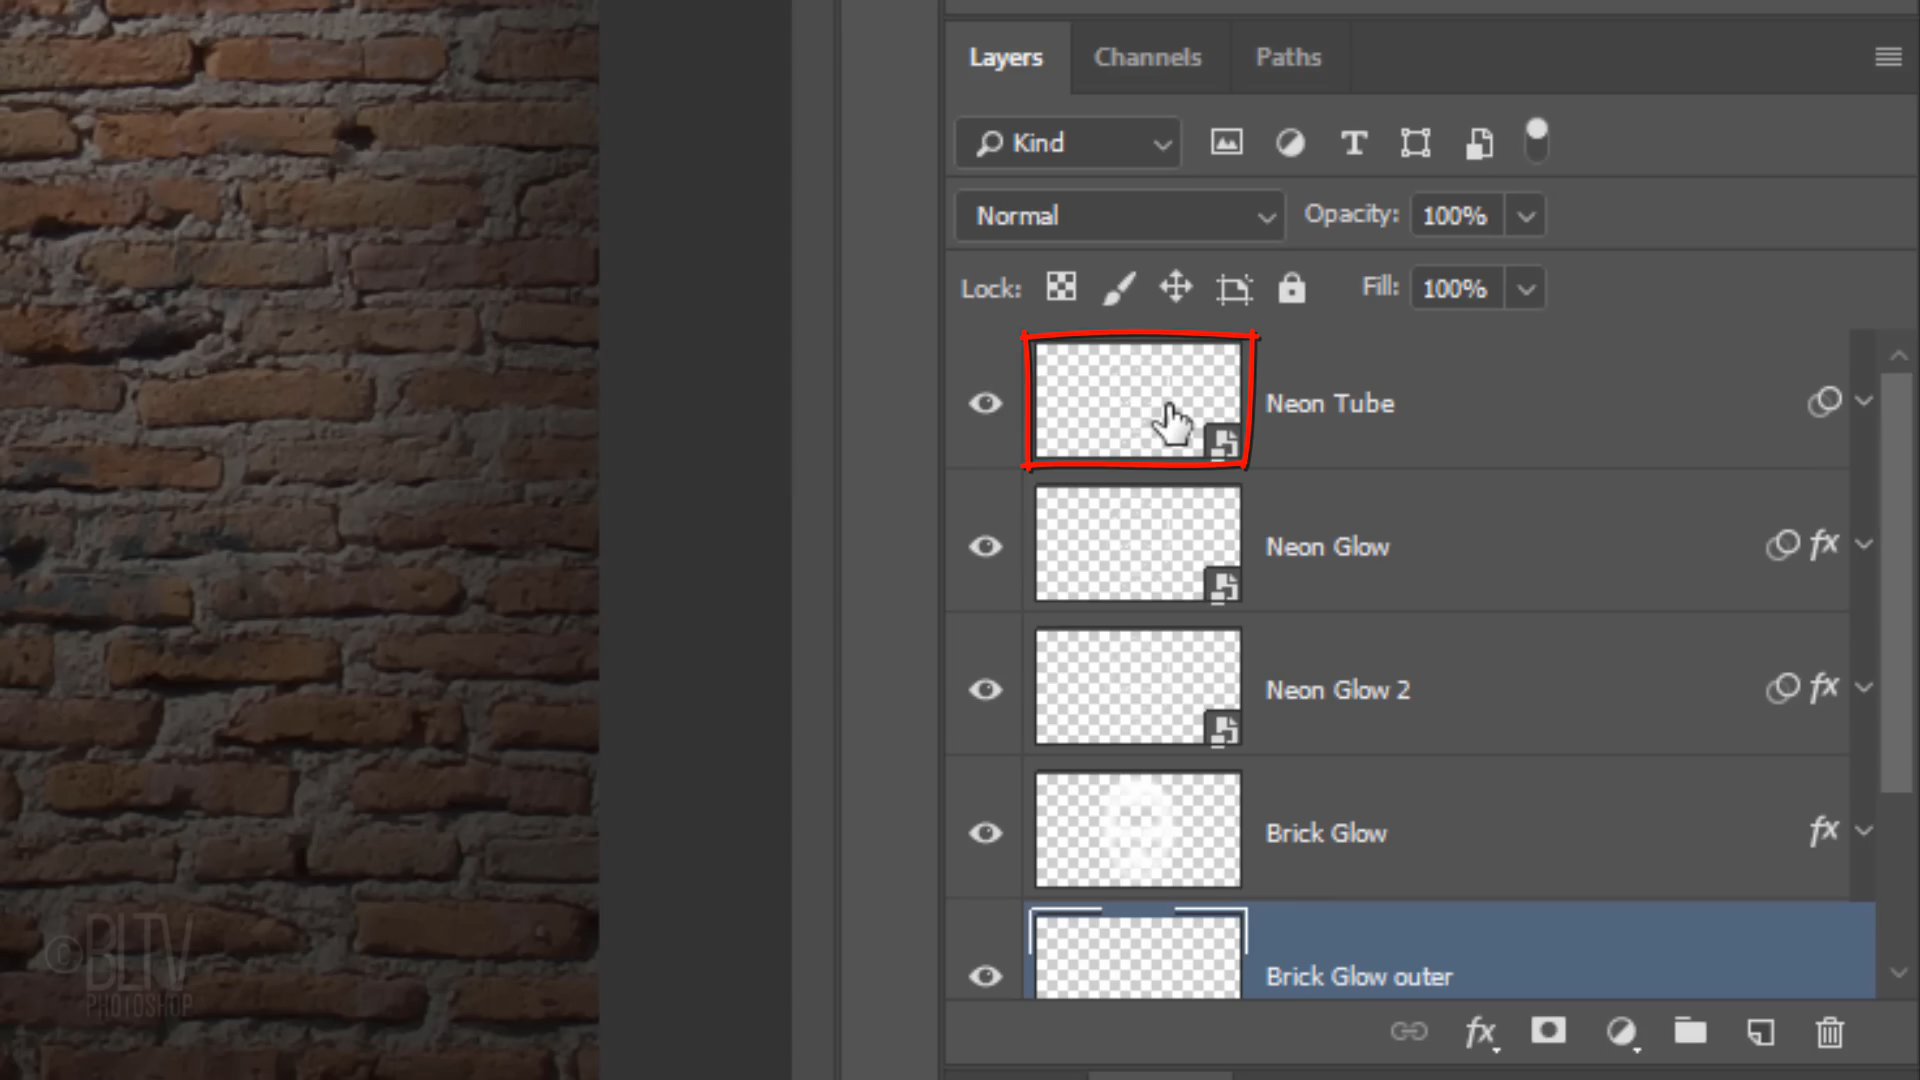 Layers Channels Paths
Kind
Normal Opacity: 100%
Lock: Fill: 100%
Neon Tube
Neon Glow fx
Neon Glow 2 fx
Brick Glow fx
Brick Glow outer
fx
© BLTV
PHOTOSHOP